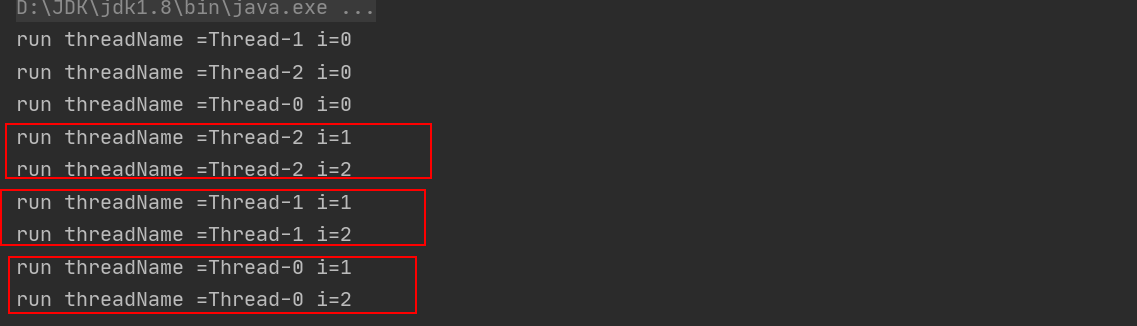 D:\JDK\jdk1.8\bin\java.exe ...
run threadName =Thread-1 i=0
run threadName =Thread-2 i=0
run threadName =Thread-0 i=0
run threadName =Thread-2 i=1
run threadName =Thread-2 i=2
run threadName =Thread-1 i=1
run threadName =Thread-1 i=2
run threadName =Thread-0 i=1
run threadName =Thread-0 i=2